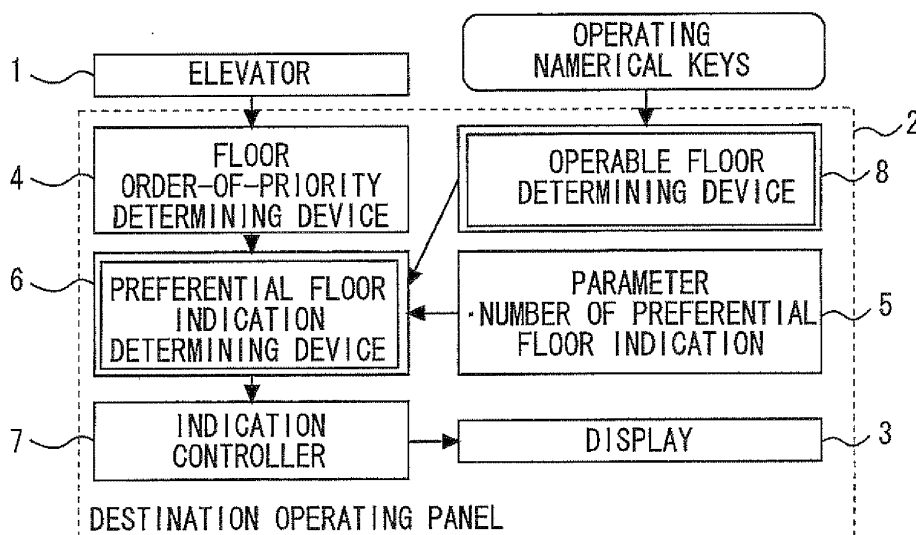 1
ELEVATOR
OPERATING
NAMERICAL KEYS
2
4
FLOOR
ORDER-OF-PRIORITY
DETERMINING DEVICE
OPERABLE FLOOR
DETERMINING DEVICE
8
6
PREFERENTIAL FLOOR
INDICATION
DETERMINING DEVICE
PARAMETER
·NUMBER OF PREFERENTIAL
FLOOR INDICATION
5
7
INDICATION
CONTROLLER
DISPLAY
3
DESTINATION OPERATING PANEL